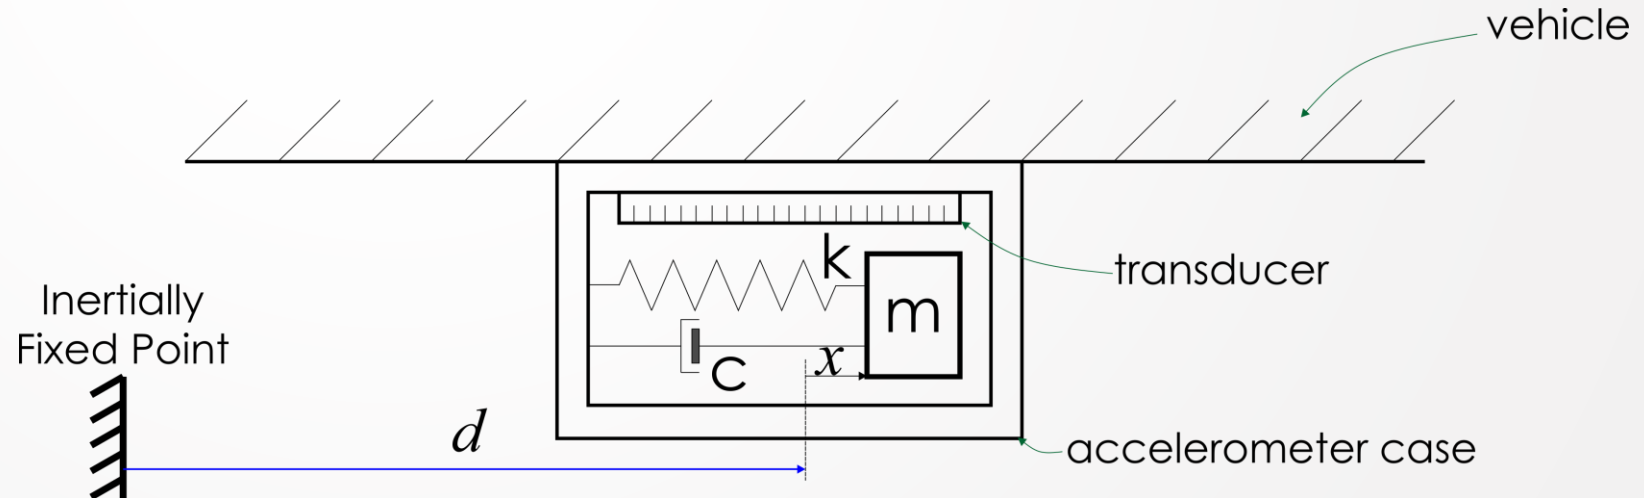 vehicle
k
transducer
m
Inertially
Fixed Point
x
C
d
accelerometer case